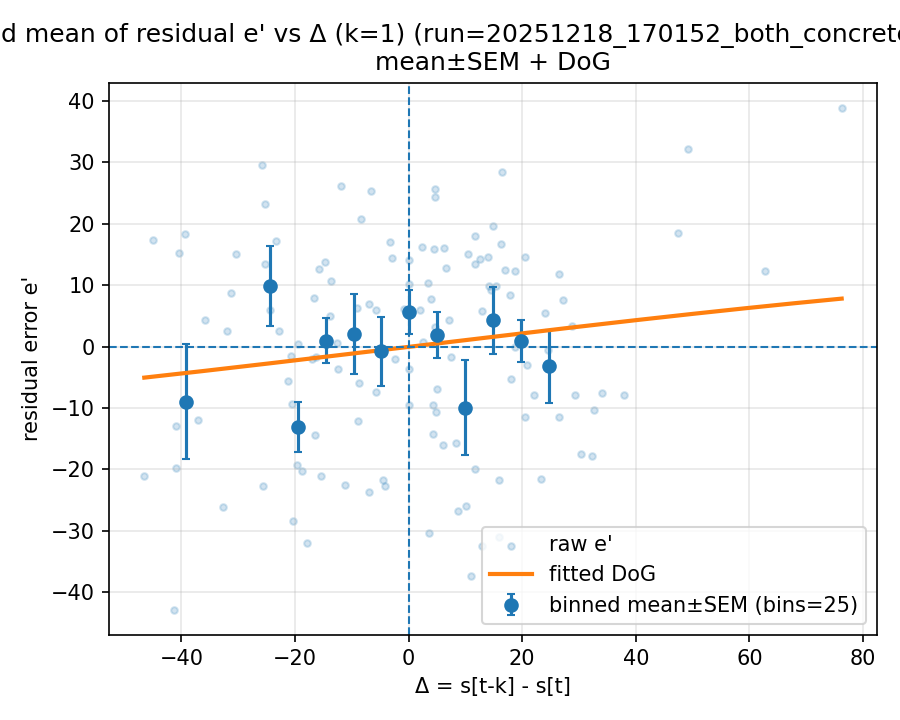 d mean of residual e' vs Δ (k=1) (run=20251218_170152_both_concrete
mean±SEM + DoG
40
30
20
10
0
−10
−20
−30
−40
residual error e'
raw e'
fitted DoG
binned mean±SEM (bins=25)
−40
−20
0
20
40
60
80
Δ = s[t-k] - s[t]